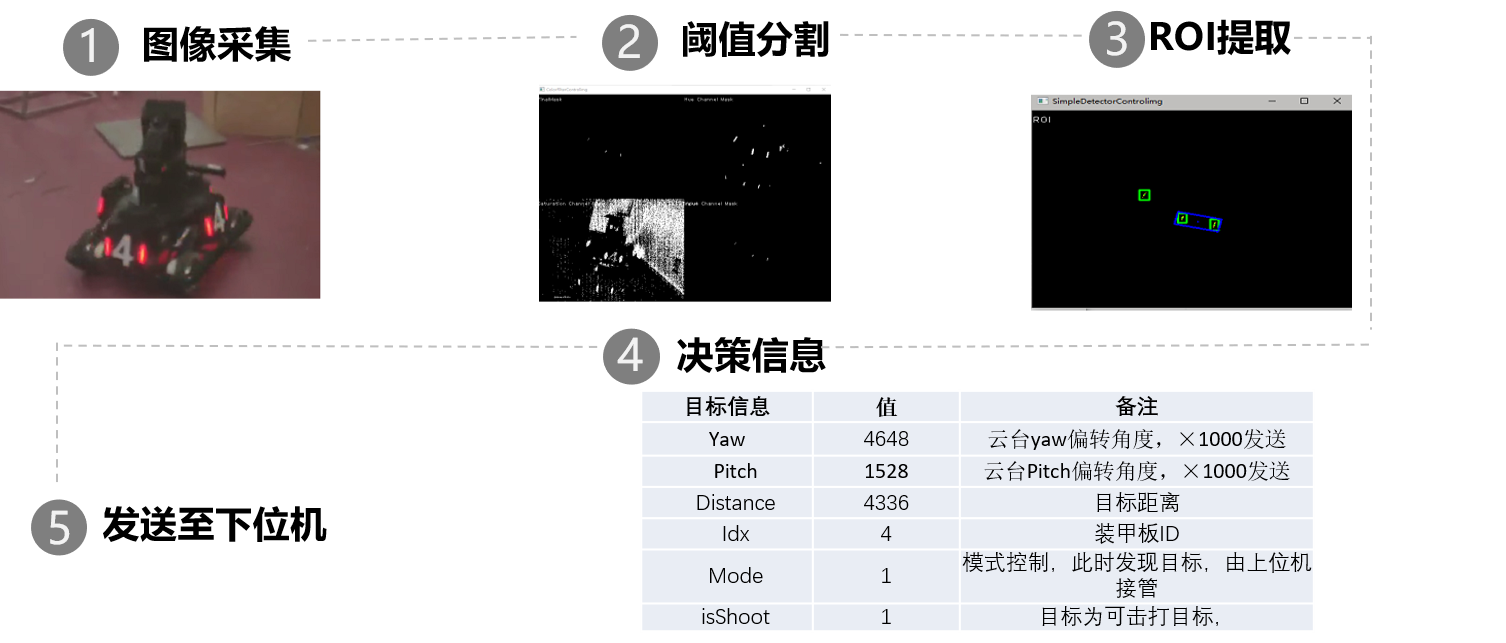 1 图像采集
2 阈值分割
3 ROI提取
4
4
FinalMask
Hue Channel Mask
Saturation Channel
Channel Mask
SimpleDetectorControlimg
ROI
4 决策信息
目标信息 值 备注
Yaw 4648 云台yaw偏转角度，×1000发送
Pitch 1528 云台Pitch偏转角度，×1000发送
Distance 4336 目标距离
Idx 4 装甲板ID
Mode 1 模式控制，此时发现目标，由上位机
接管
isShoot 1 目标为可击打目标，
5 发送至下位机